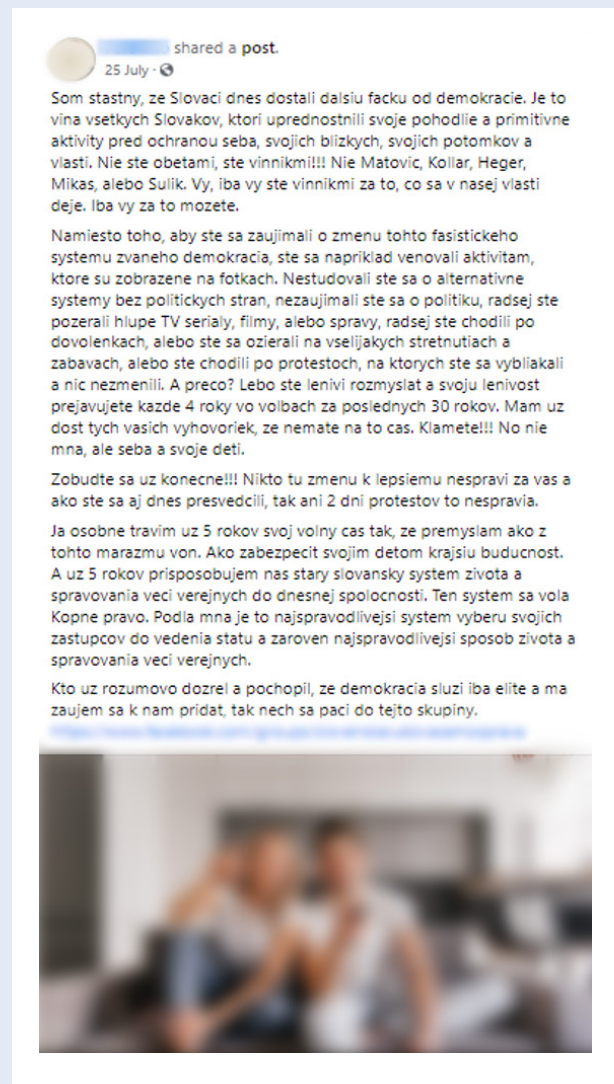 shared a post.
25 July ·
Som stastny, ze Slovaci dnes dostali dalsiu facku od demokracie. Je to
vina vsetkych Slovakov, ktori uprednostnili svoje pohodlie a primitivne
aktivity pred ochranou seba, svojich blizkych, svojich potomkov a
vlasti. Nie ste obetami, ste vinnikmi!!! Nie Matovic, Kollar, Heger,
Mikas, alebo Sulik. Vy, iba vy ste vinnikmi za to, co sa v nasej vlasti
deje. Iba vy za to mozete.
Namiesto toho, aby ste sa zaujimali o zmenu tohto fasistickeho
systemu zvaneho demokracia, ste sa napriklad venovali aktivitam,
ktore su zobrazene na fotkach. Nestudovali ste sa o alternativne
systemy bez politickych stran, nezaujimali ste sa o politiku, radsej ste
pozerali hlupe TV serialy, filmy, alebo spravy, radsej ste chodili po
dovolenkach, alebo ste sa ozierali na vselijakych stretnutiach a
zabavach, alebo ste chodili po protestoch, na ktorych ste sa vybliakali
a nic nezmenili. A preco? Lebo ste lenivi rozmyslat a svoju lenivost
prejavujete kazde 4 roky vo volbach za poslednych 30 rokov. Mam uz
dost tych vasich vyhovoriek, ze nemate na to cas. Klamete!!! No nie
mna, ale seba a svoje deti.
Zobudte sa uz konecne!!! Nikto tu zmenu k lepsiemu nespravi za vas a
ako ste sa aj dnes presvedcili, tak ani 2 dni protestov to nespravia.
Ja osobne travim uz 5 rokov svoj volny cas tak, ze premyslam ako z
tohto marazmu von. Ako zabezpecit svojim detom krajsiu buducnost.
A uz 5 rokov prisposobujem nas stary slovansky system zivota a
spravovania veci verejnych do dnesnej spolocnosti. Ten system sa vola
Kopne pravo. Podla mna je to najspravodlivejsi system vyberu svojich
zastupcov do vedenia statu a zaroven najspravodlivejsi sposob zivota a
spravovania veci verejnych.
Kto uz rozumovo dozrel a pochopil, ze demokracia sluzi iba elite a ma
zaujem sa k nam pridat, tak nech sa paci do tejto skupiny.